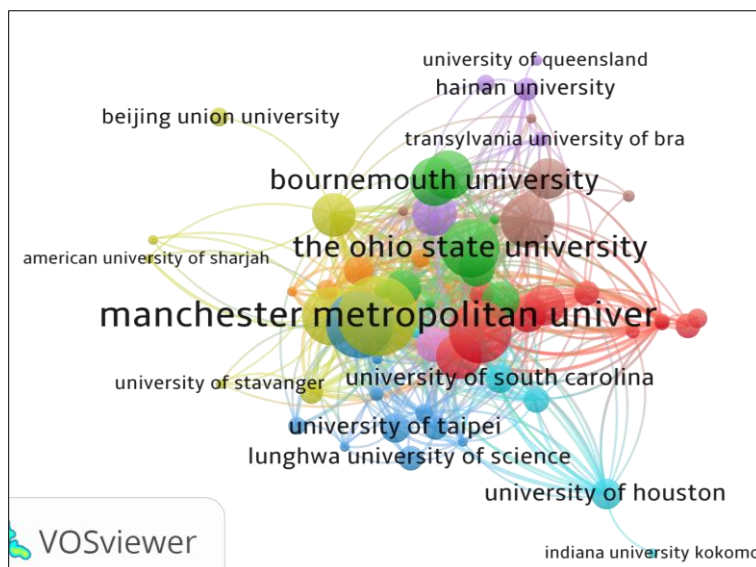 university of queensland
hainan university
beijing union university
transylvania university of bra
bournemouth university
the ohio state university
american university of sharjah
manchester metropolitan univer
university of stavanger
university of south carolina
university of taipei
lunghwa university of science
university of houston
VOSviewer
indiana university kokomo